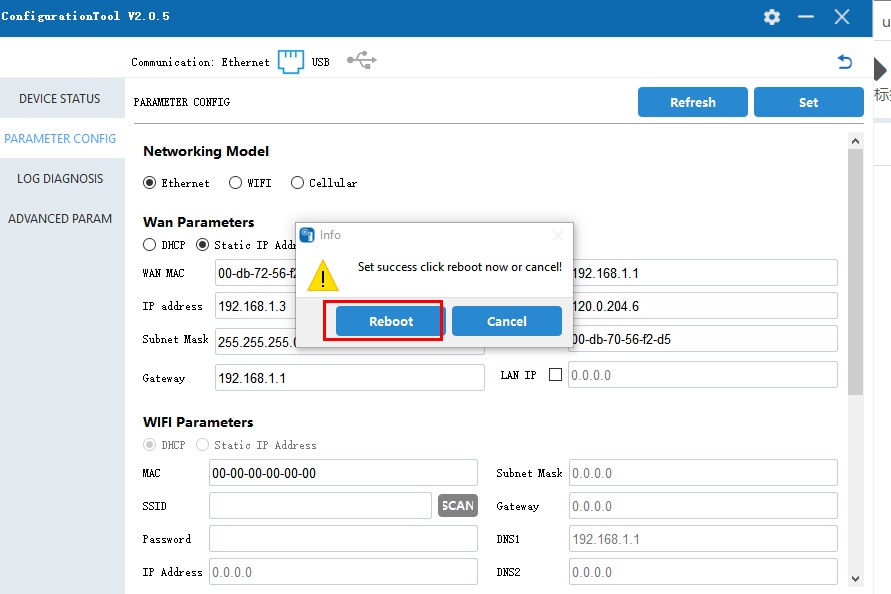 ConfigurationTool V2.0.5
Communication: Ethernet USB
DEVICE STATUS
PARAMETER CONFIG
LOG DIAGNOSIS
ADVANCED PARAM
PARAMETER CONFIG
Refresh
Set
Networking Model
Ethernet WIFI Cellular
Wan Parameters
DHCP Static IP Addr
WAN MAC 00-db-72-56-f2 192.168.1.1
IP address 192.168.1.3 120.0.204.6
Subnet Mask 255.255.255.0 00-db-70-56-f2-d5
Gateway 192.168.1.1 LAN IP 0.0.0.0
Info
Set success click reboot now or cancel!
Reboot Cancel
WIFI Parameters
DHCP Static IP Address
MAC 00-00-00-00-00-00 Subnet Mask 0.0.0.0
SSID SCAN Gateway 0.0.0.0
Password DNS1 192.168.1.1
IP Address 0.0.0.0 DNS2 0.0.0.0
u